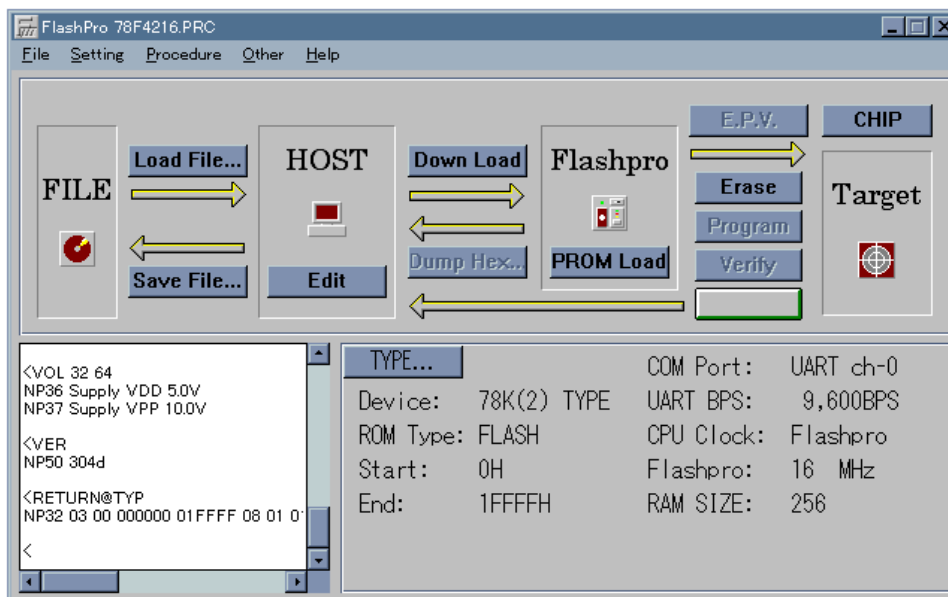 FlashPro 78F4216.PRC
File Setting Procedure Other Help
FILE
Load File...
Save File...
HOST
Edit
Down Load
Dump Hex...
Flashpro
PROM Load
E.P.V.
Erase
Program
Verify
CHIP
Target
<VOL 32 64
NP36 Supply VDD 5.0V
NP37 Supply VPP 10.0V
<VER
NP50 304d
<RETURN@TYP
NP32 03 00 000000 01FFFF 08 01 0
<
TYPE...
Device: 78K(2) TYPE
ROM Type: FLASH
Start: 0H
End: 1FFFFH
COM Port: UART ch-0
UART BPS: 9,600BPS
CPU Clock: Flashpro
Flashpro: 16 MHz
RAM SIZE: 256